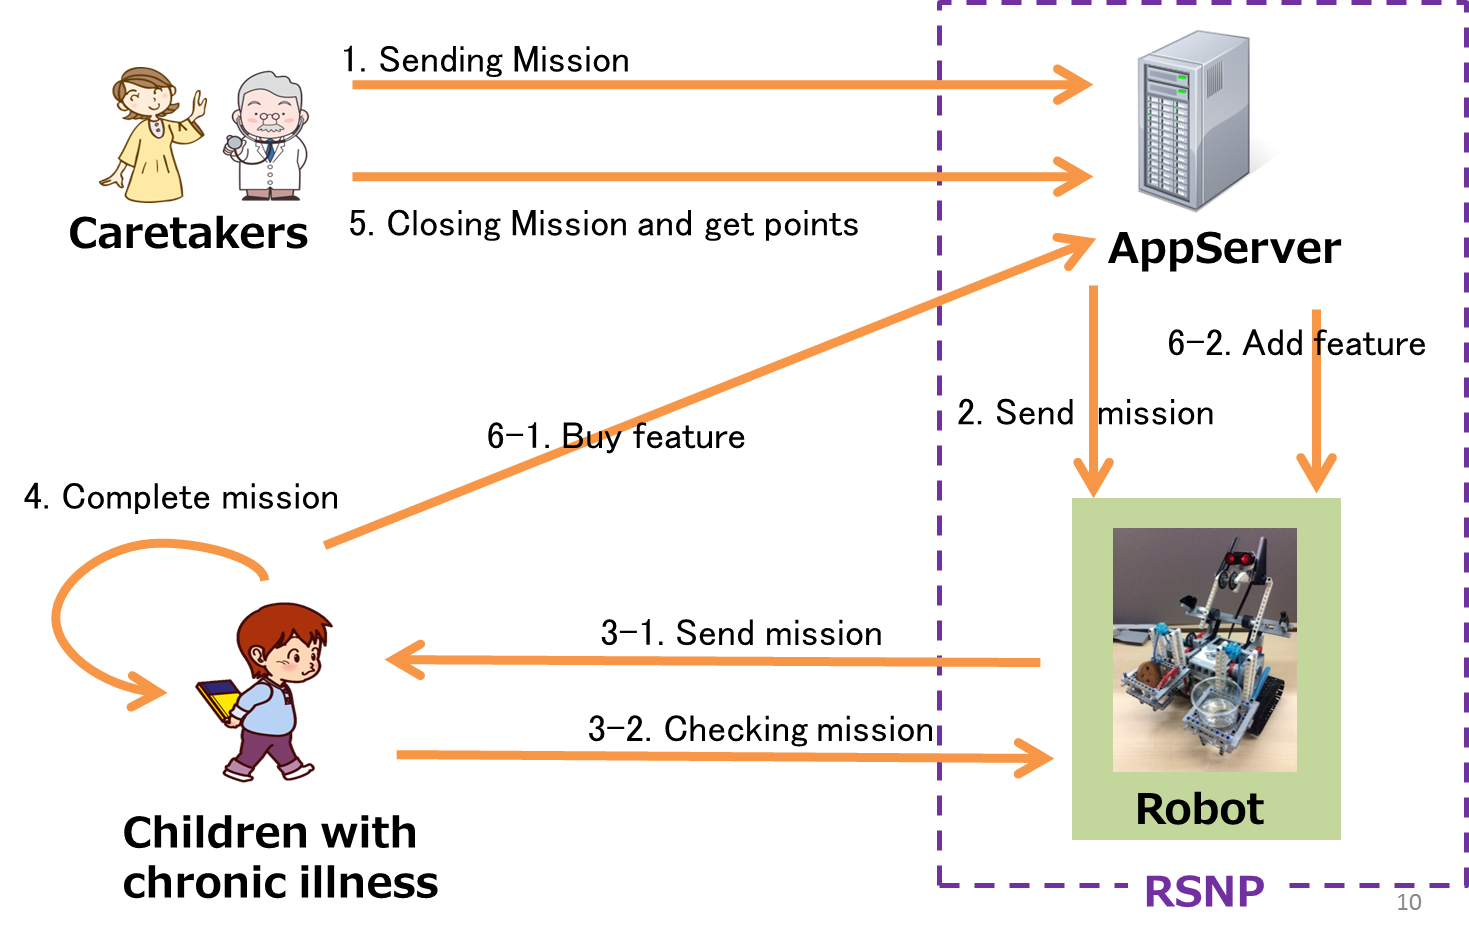 1. Sending Mission
Caretakers
5. Closing Mission and get points
AppServer
6-2. Add feature
2. Send mission
6-1. Buy feature
4. Complete mission
3-1. Send mission
3-2. Checking mission
Robot
Children with
chronic illness
RSNP
10